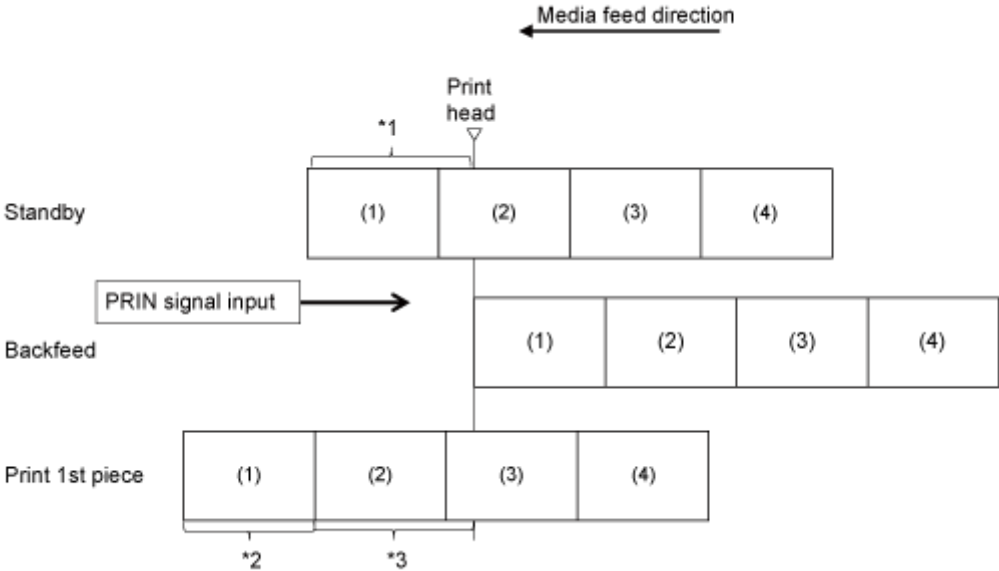 Media feed direction
Print
head
*1
Standby
(1)
(2)
(3)
(4)
PRIN signal input
Backfeed
(1)
(2)
(3)
(4)
Print 1st piece
(1)
(2)
(3)
(4)
*2
*3